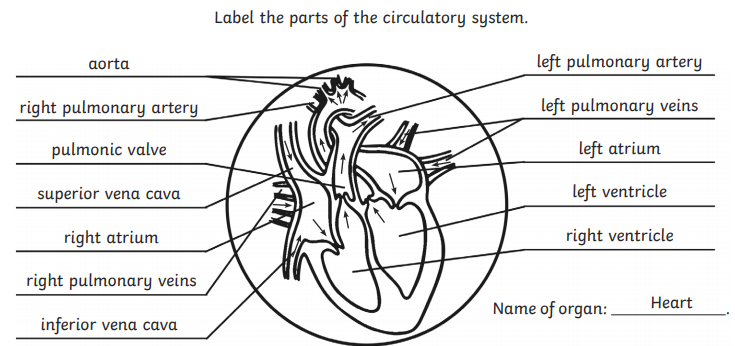 Label the parts of the circulatory system.
aorta
right pulmonary artery
pulmonic valve
superior vena cava
right atrium
right pulmonary veins
inferior vena cava
left pulmonary artery
left pulmonary veins
left atrium
left ventricle
right ventricle
Name of organ: Heart.